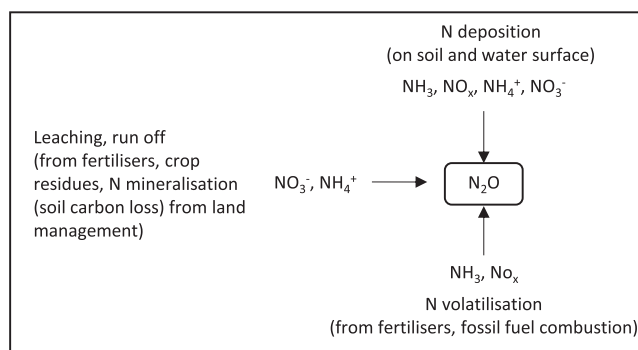 N deposition
(on soil and water surface)
NH₃, NOₓ, NH₄⁺, NO₃⁻
Leaching, run off
(from fertilisers, crop
residues, N mineralisation
(soil carbon loss) from land
management)
NO₃⁻, NH₄⁺
N₂O
NH₃, Noₓ
N volatilisation
(from fertilisers, fossil fuel combustion)